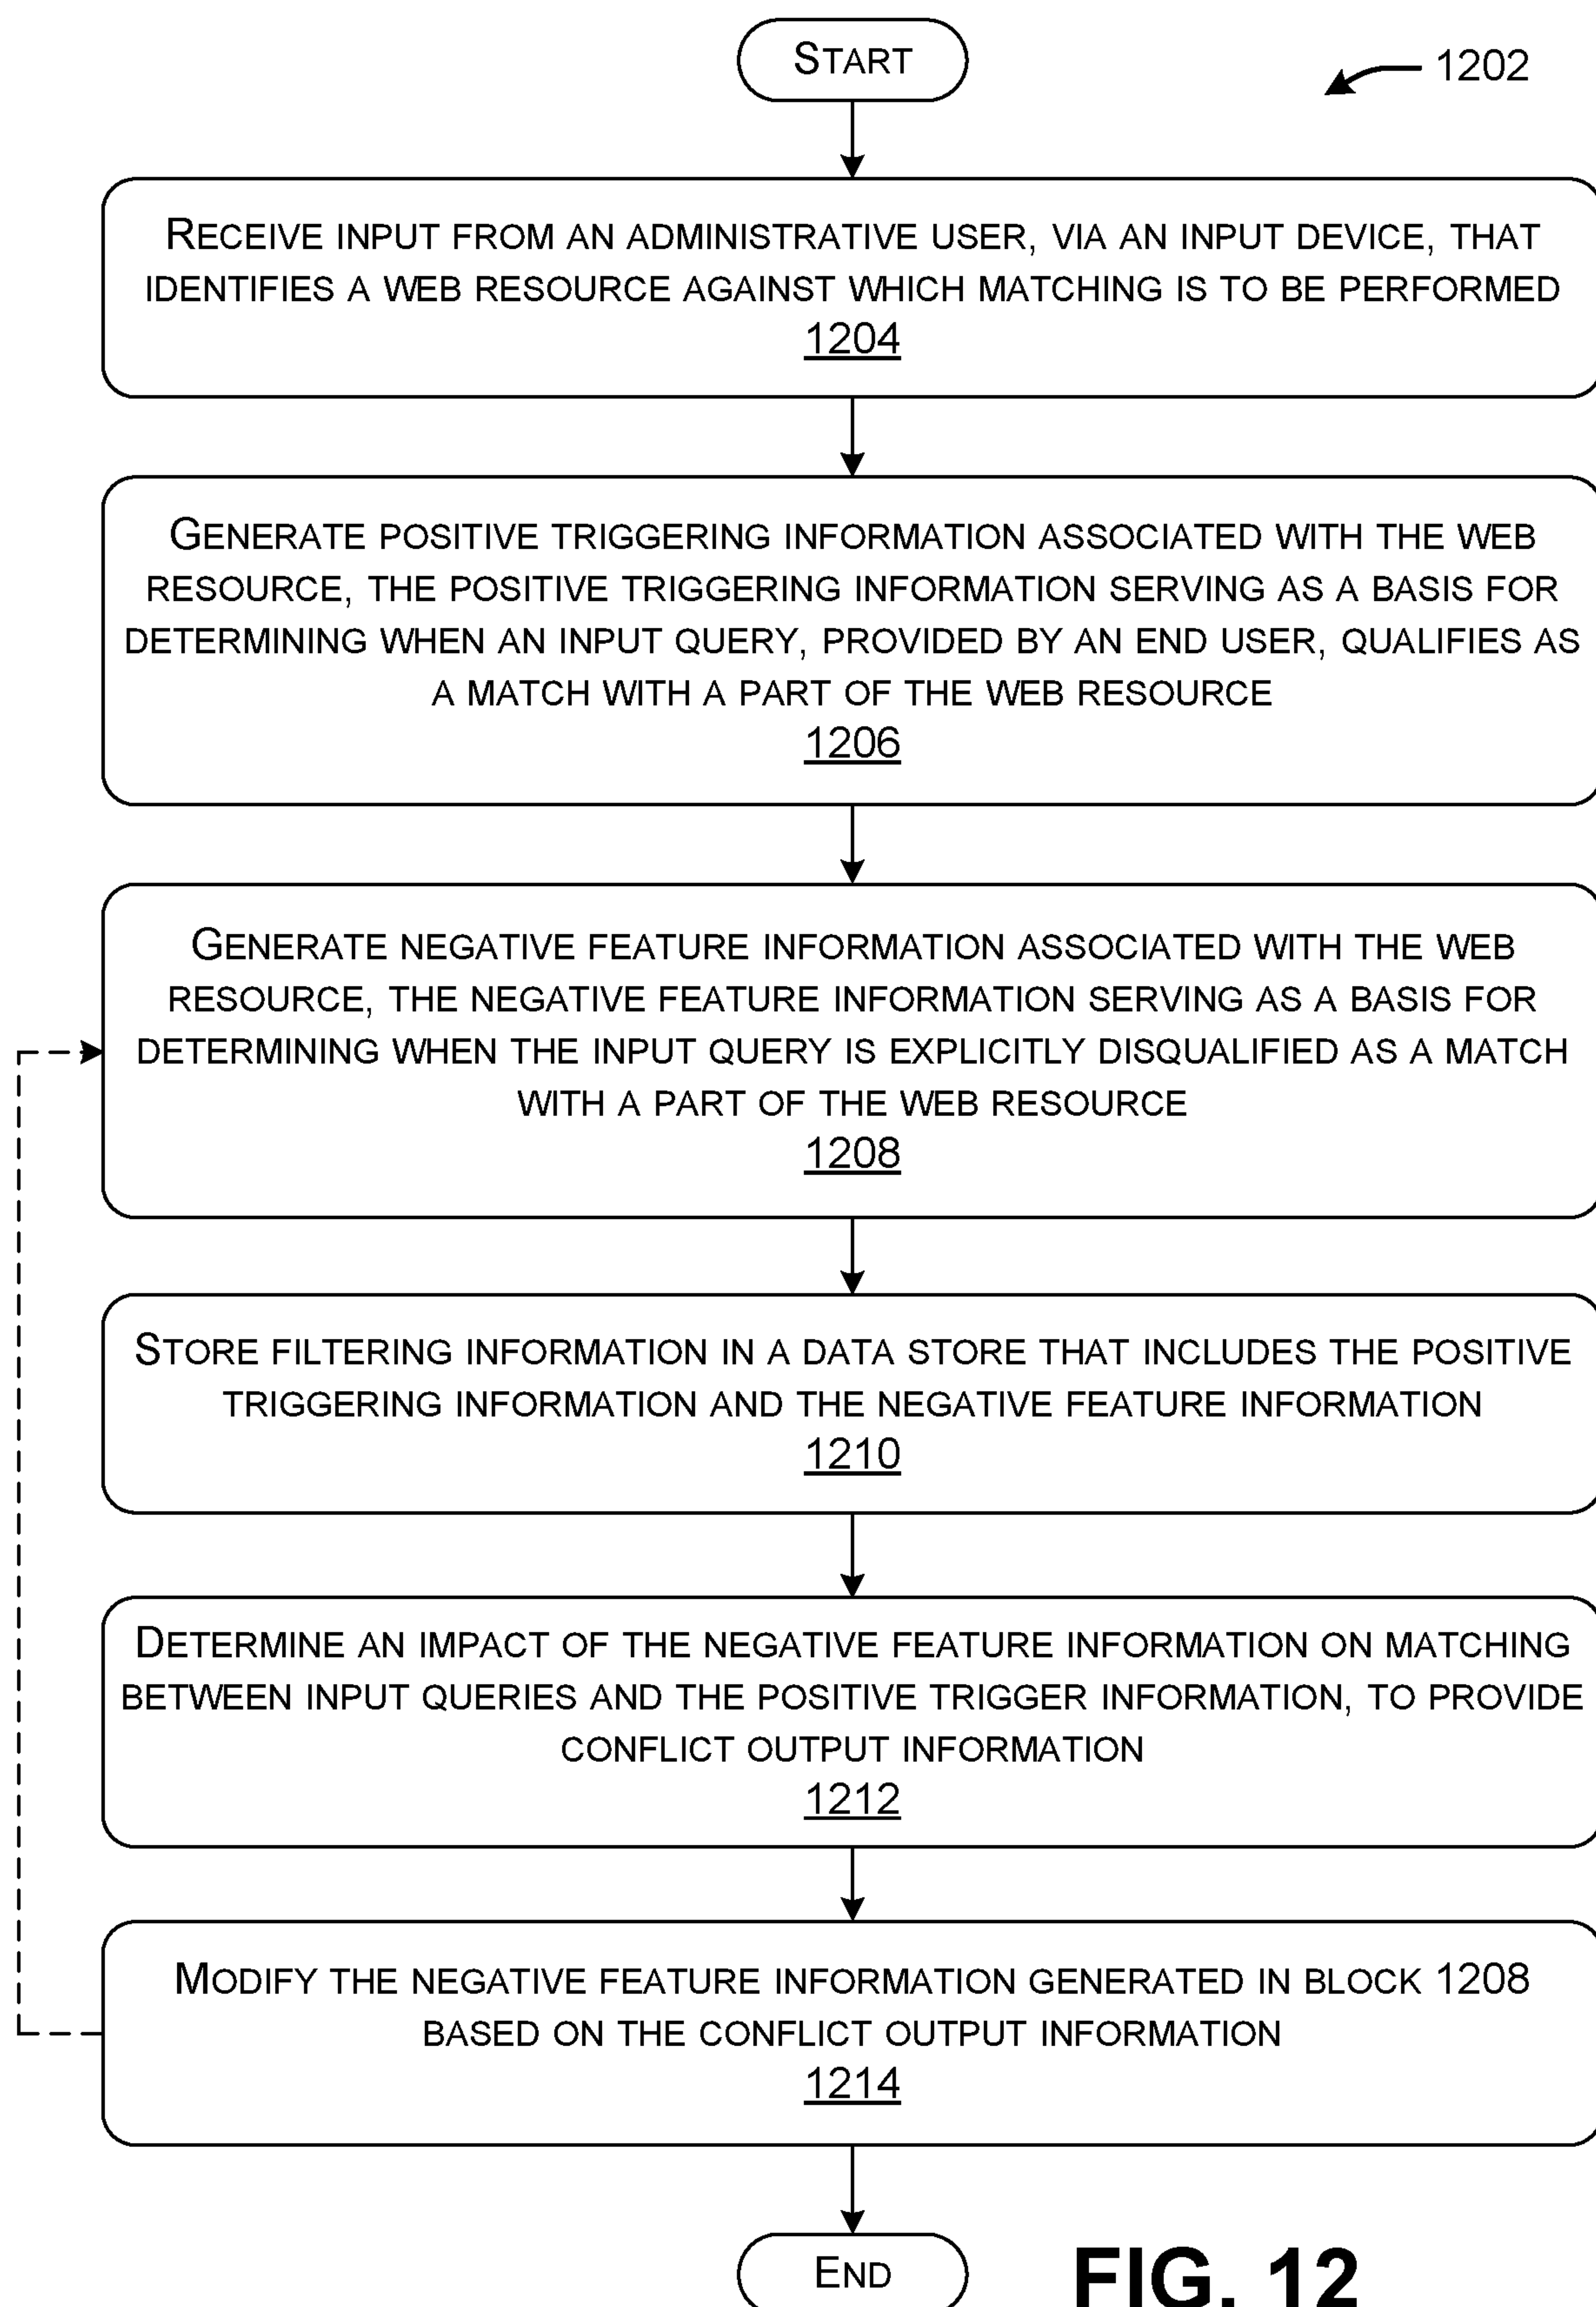 START
1202
RECEIVE INPUT FROM AN ADMINISTRATIVE USER, VIA AN INPUT DEVICE, THAT
IDENTIFIES A WEB RESOURCE AGAINST WHICH MATCHING IS TO BE PERFORMED
1204
GENERATE POSITIVE TRIGGERING INFORMATION ASSOCIATED WITH THE WEB
RESOURCE, THE POSITIVE TRIGGERING INFORMATION SERVING AS A BASIS FOR
DETERMINING WHEN AN INPUT QUERY, PROVIDED BY AN END USER, QUALIFIES AS
A MATCH WITH A PART OF THE WEB RESOURCE
1206
GENERATE NEGATIVE FEATURE INFORMATION ASSOCIATED WITH THE WEB
RESOURCE, THE NEGATIVE FEATURE INFORMATION SERVING AS A BASIS FOR
DETERMINING WHEN THE INPUT QUERY IS EXPLICITLY DISQUALIFIED AS A MATCH
WITH A PART OF THE WEB RESOURCE
1208
STORE FILTERING INFORMATION IN A DATA STORE THAT INCLUDES THE POSITIVE
TRIGGERING INFORMATION AND THE NEGATIVE FEATURE INFORMATION
1210
DETERMINE AN IMPACT OF THE NEGATIVE FEATURE INFORMATION ON MATCHING
BETWEEN INPUT QUERIES AND THE POSITIVE TRIGGER INFORMATION, TO PROVIDE
CONFLICT OUTPUT INFORMATION
1212
MODIFY THE NEGATIVE FEATURE INFORMATION GENERATED IN BLOCK 1208
BASED ON THE CONFLICT OUTPUT INFORMATION
1214
END
FIG. 12